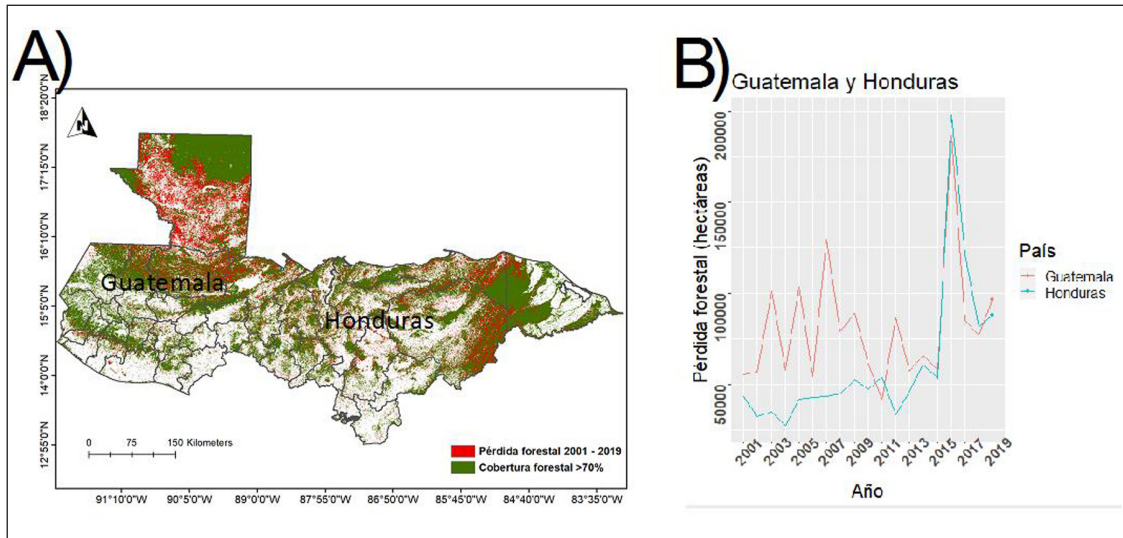 A)
N
18°20'0"N
17°15'0"N
16°10'0"N
15°5'0"N
14°0'0"N
12°55'0"N
Guatemala
Honduras
0 75 150 Kilometers
Pérdida forestal 2001 - 2019
Cobertura forestal >70%
91°10'0"W 90°5'0"W 89°0'0"W 87°55'0"W 86°50'0"W 85°45'0"W 84°40'0"W 83°35'0"W
B)
Guatemala y Honduras
Pérdida forestal (hectáreas)
200000
150000
100000
50000
2001 2003 2005 2007 2009 2011 2013 2015 2017 2019
Año
País
Guatemala
Honduras